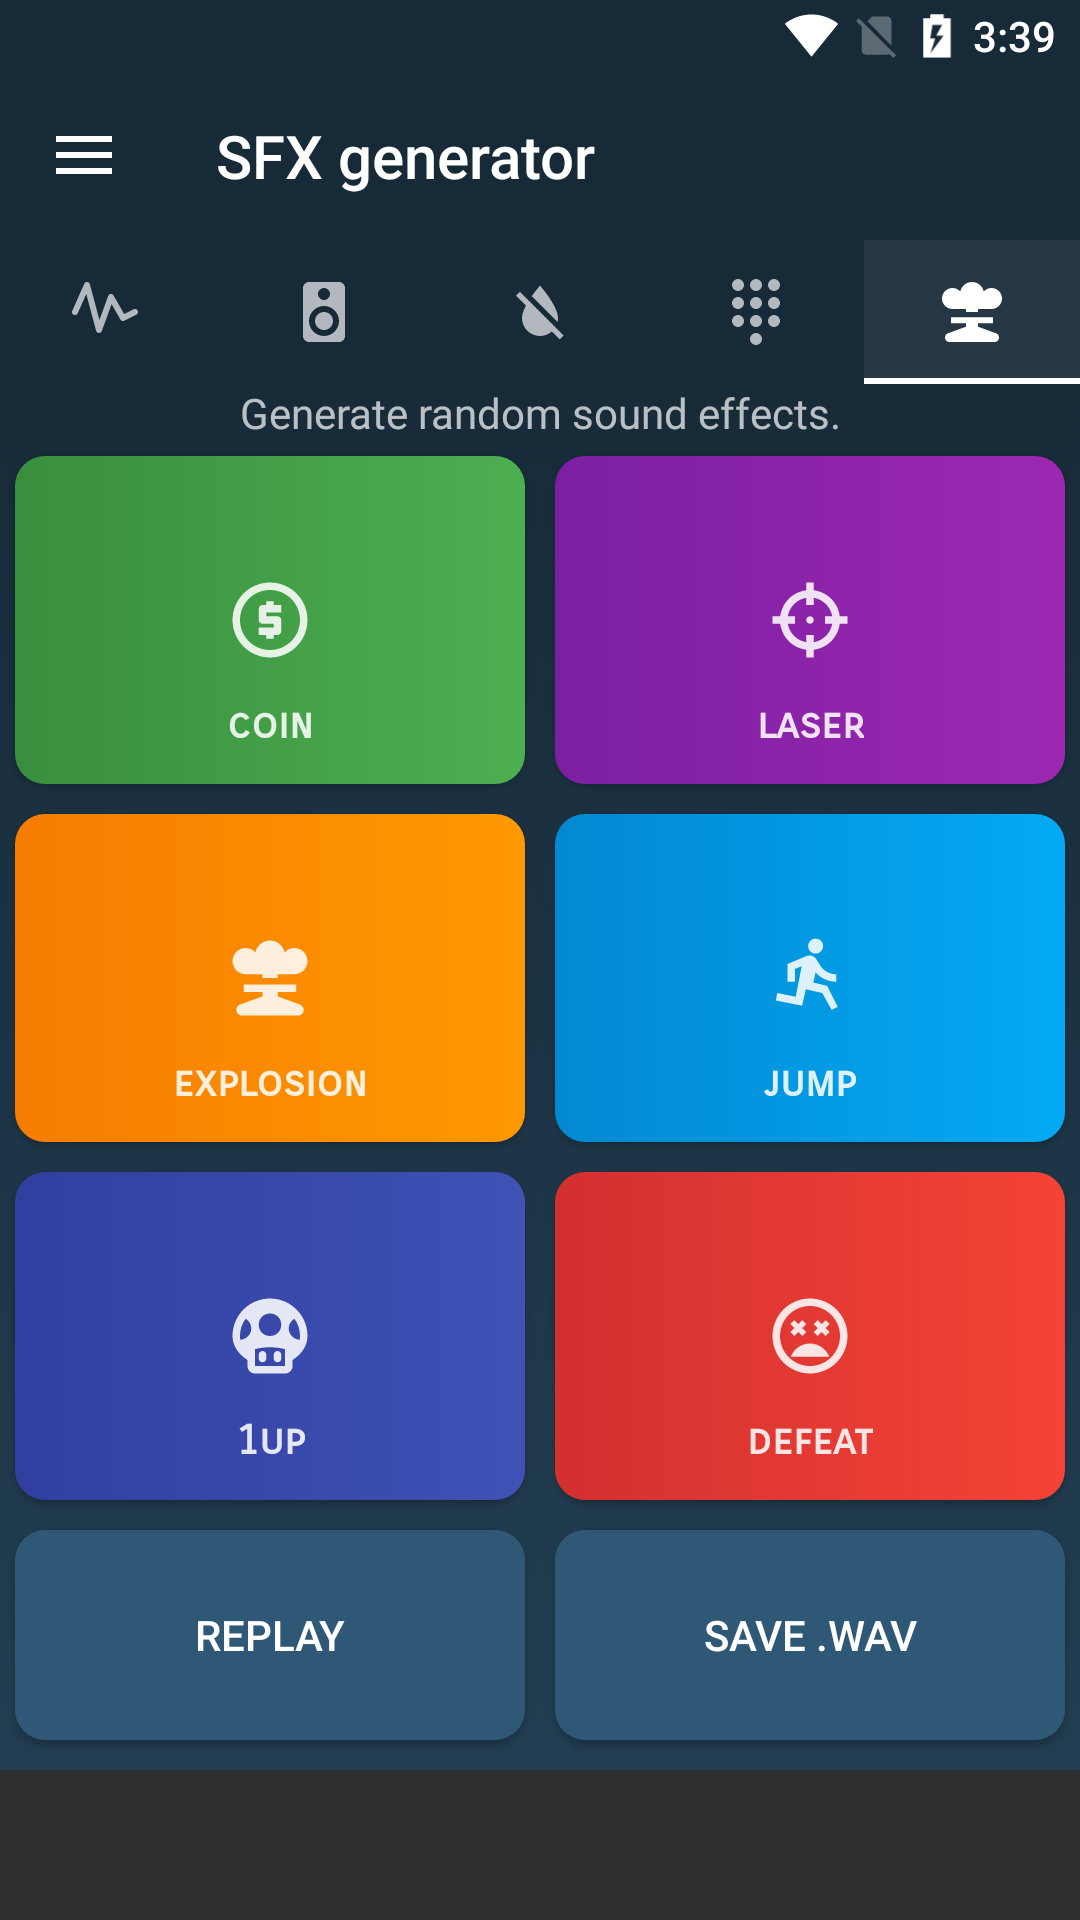 3:39
SFX generator
Generate random sound effects.
COIN
LASER
EXPLOSION
JUMP
1UP
DEFEAT
REPLAY
SAVE .WAV